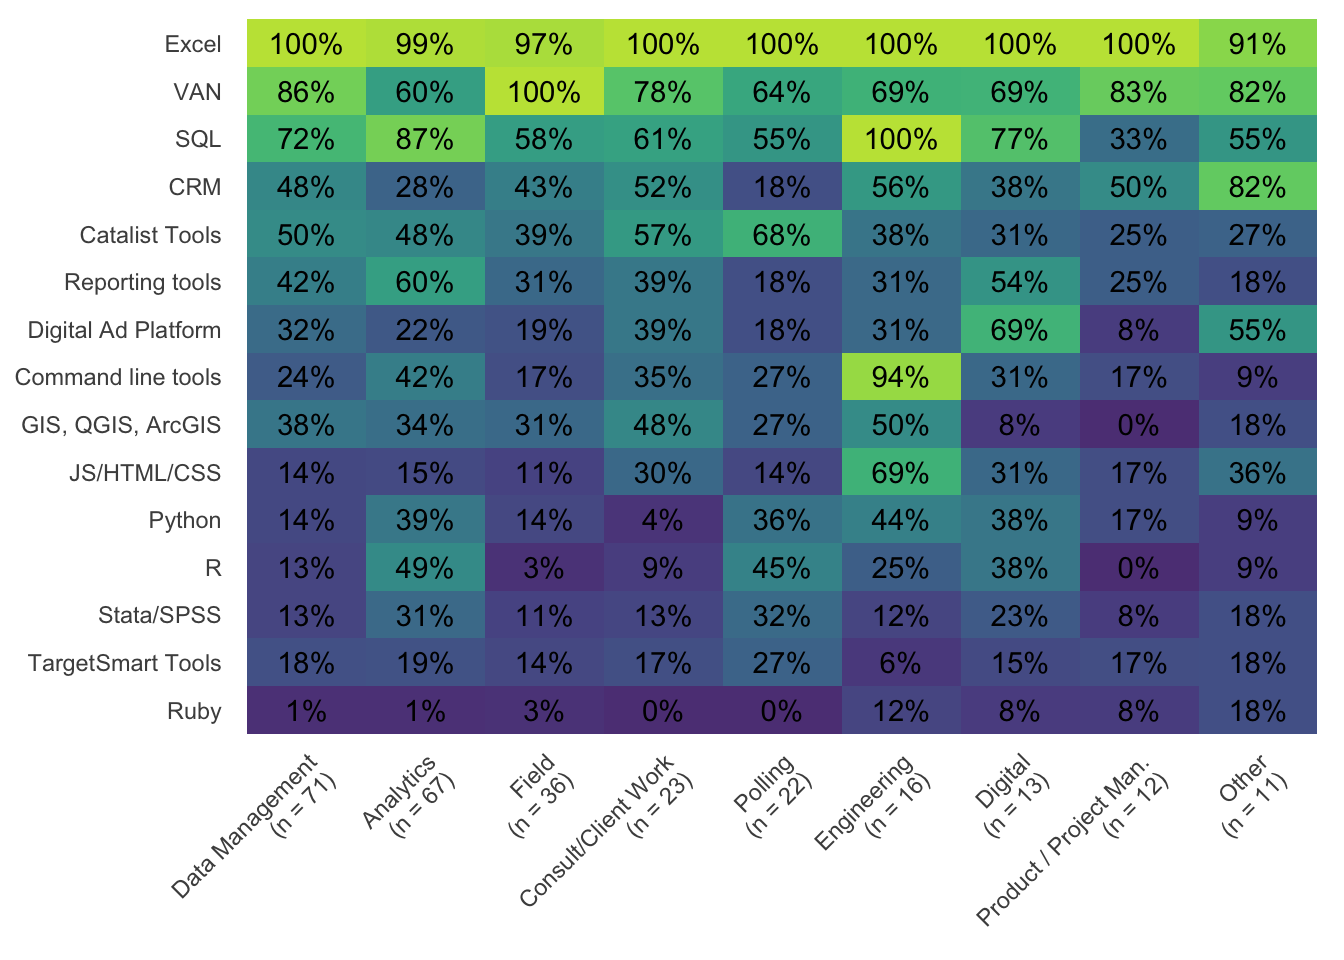 Excel 100% 99% 97% 100% 100% 100% 100% 100% 91%
VAN 86% 60% 100% 78% 64% 69% 69% 83% 82%
SQL 72% 87% 58% 61% 55% 100% 77% 33% 55%
CRM 48% 28% 43% 52% 18% 56% 38% 50% 82%
Catalist Tools 50% 48% 39% 57% 68% 38% 31% 25% 27%
Reporting tools 42% 60% 31% 39% 18% 31% 54% 25% 18%
Digital Ad Platform 32% 22% 19% 39% 18% 31% 69% 8% 55%
Command line tools 24% 42% 17% 35% 27% 94% 31% 17% 9%
GIS, QGIS, ArcGIS 38% 34% 31% 48% 27% 50% 8% 0% 18%
JS/HTML/CSS 14% 15% 11% 30% 14% 69% 31% 17% 36%
Python 14% 39% 14% 4% 36% 44% 38% 17% 9%
R 13% 49% 3% 9% 45% 25% 38% 0% 9%
Stata/SPSS 13% 31% 11% 13% 32% 12% 23% 8% 18%
TargetSmart Tools 18% 19% 14% 17% 27% 6% 15% 17% 18%
Ruby 1% 1% 3% 0% 0% 12% 8% 8% 18%
Data Management
(n = 71)
Analytics
(n = 67)
Field
(n = 36)
Consult/Client Work
(n = 23)
Polling
(n = 22)
Engineering
(n = 16)
Digital
(n = 13)
Product / Project Man.
(n = 12)
Other
(n = 11)